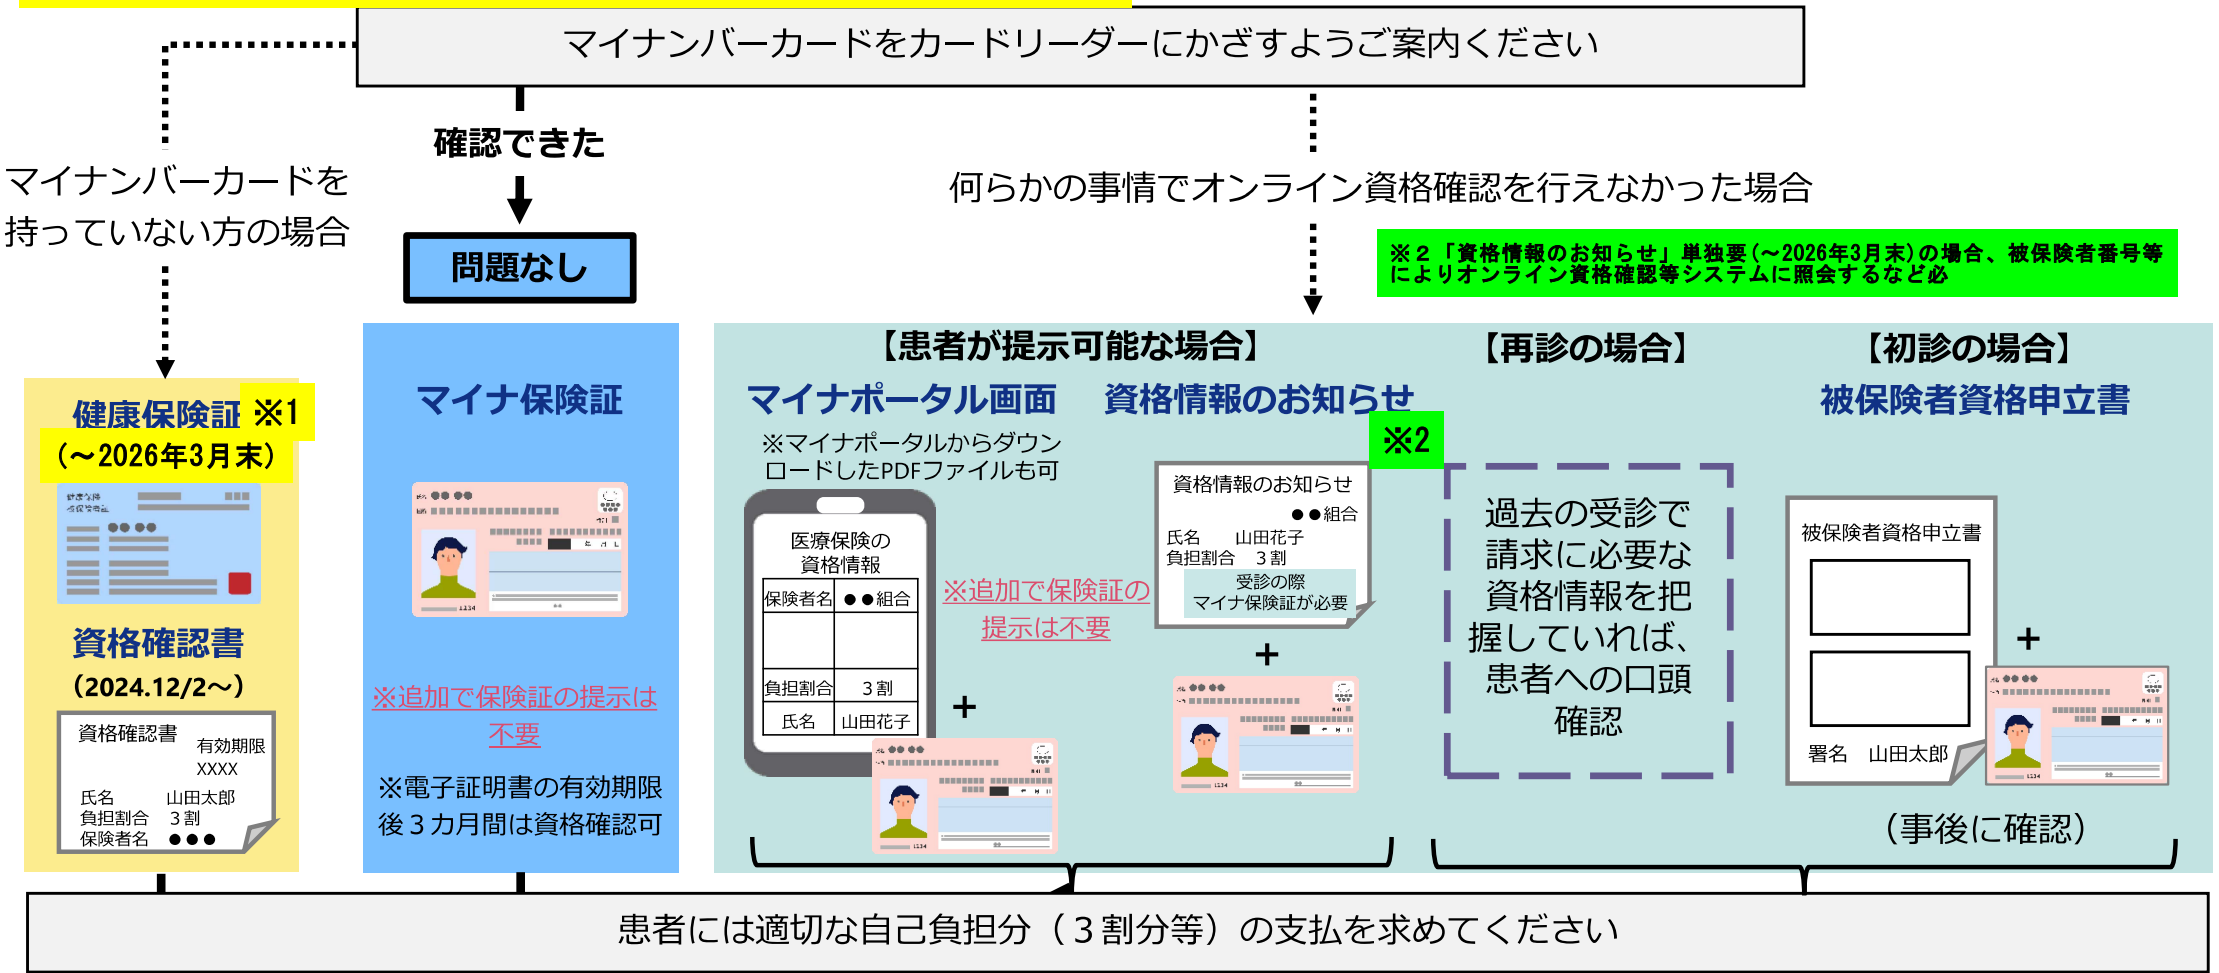 マイナンバーカードをカードリーダーにかざすようご案内ください
マイナンバーカードを
持っていない方の場合
確認できた
問題なし
何らかの事情でオンライン資格確認を行えなかった場合
※２「資格情報のお知らせ」単独要(～2026年3月末)の場合、被保険者番号等
によりオンライン資格確認等システムに照会するなど必
健康保険証
※1
(～2026年3月末)
資格確認書
(2024.12/2～)
資格確認書
有効期限
XXXX
氏名 山田太郎
負担割合 ３割
保険者名 ●●●
マイナ保険証
1234
※追加で保険証の提示は
不要
※電子証明書の有効期限
後３カ月間は資格確認可
【患者が提示可能な場合】
マイナポータル画面
※マイナポータルからダウン
ロードしたPDFファイルも可
医療保険の
資格情報
保険者名 ●●組合
負担割合 ３割
氏名 山田花子
+
1234
※追加で保険証の
提示は不要
資格情報のお知らせ
※2
資格情報のお知らせ
●●組合
氏名 山田花子
負担割合 ３割
受診の際
マイナ保険証が必要
+
1234
【再診の場合】
過去の受診で
請求に必要な
資格情報を把
握していれば、
患者への口頭
確認
【初診の場合】
被保険者資格申立書
被保険者資格申立書
署名 山田太郎
+
1234
（事後に確認）
患者には適切な自己負担分（３割分等）の支払を求めてください